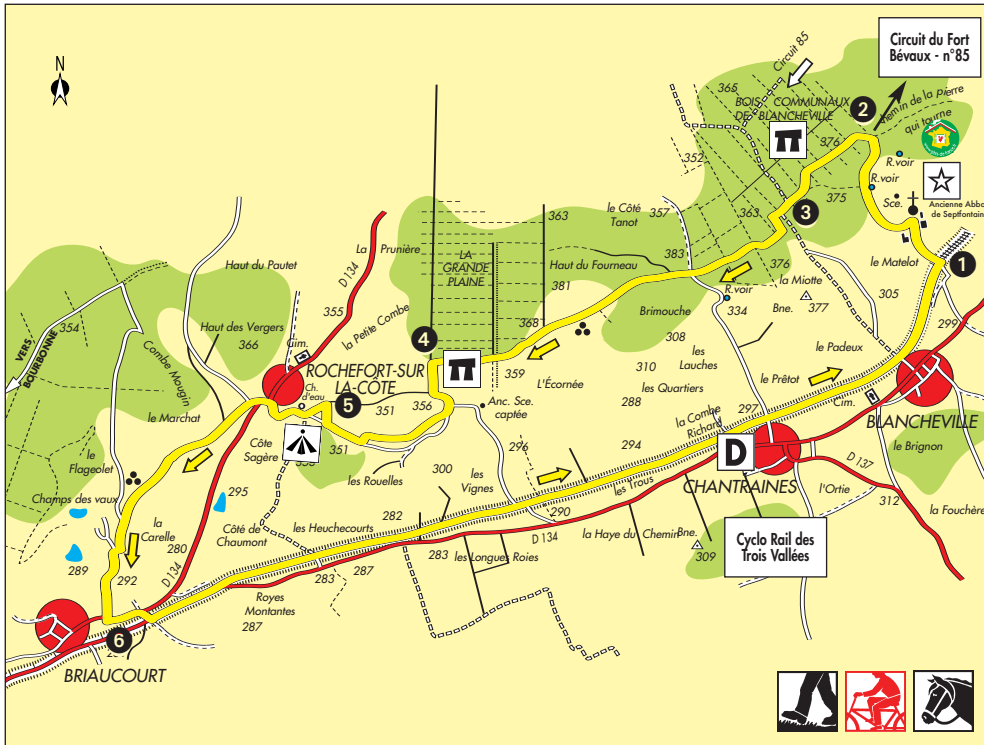 N
Circuit du Fort
Bévaux - n°85
Circuit 85
365
BOIS COMMUNAUX
DE BLANCHEVILLE
2
chemin de la pierre
qui tourne
376
352
R.voir
R.voir
375
Sce.
Ancienne Abba
de Septfontain
363
le Côté
Tanot
357
363
3
le Matelot
1
La Prunière
LA
GRANDE
PLAINE
Haut du Fourneau
383
376
la Miotte
305
Haut du Pautet
D 134
381
R.voir
334
Bne.
377
299
355
la Petite Combe
Brimouche
354
VERS
BOURBONNE
Haut des Vergers
366
4
368
308
le Padeux
Cim.
ROCHEFORT-SUR
LA-CÔTE
359
L'Écornée
310
les
Lauches
le Prêtot
Combe Mougin
Ch.
d'eau
5
351
356
Anc. Sce.
captée
les Quartiers
288
Cim.
le Marchat
la Combe
Richard
297
BLANCHEVILLE
Côte
Sagère
351
296
294
D
le Brignon
le
Flageolet
les Rouelles
300
les
Vignes
les Trous
CHANTRAINES
D 137
Champs des vaux
295
l'Ortie
312
la
Carelle
Côté de
Chaumont
les Heuchecourts
282
290
la Fouchère
280
D 134
la Haye du Chemin
Bne.
309
Cyclo Rail des
Trois Vallées
289
292
D 134
283
287
283
les Longues Roies
Royes
Montantes
287
6
BRIAUCOURT